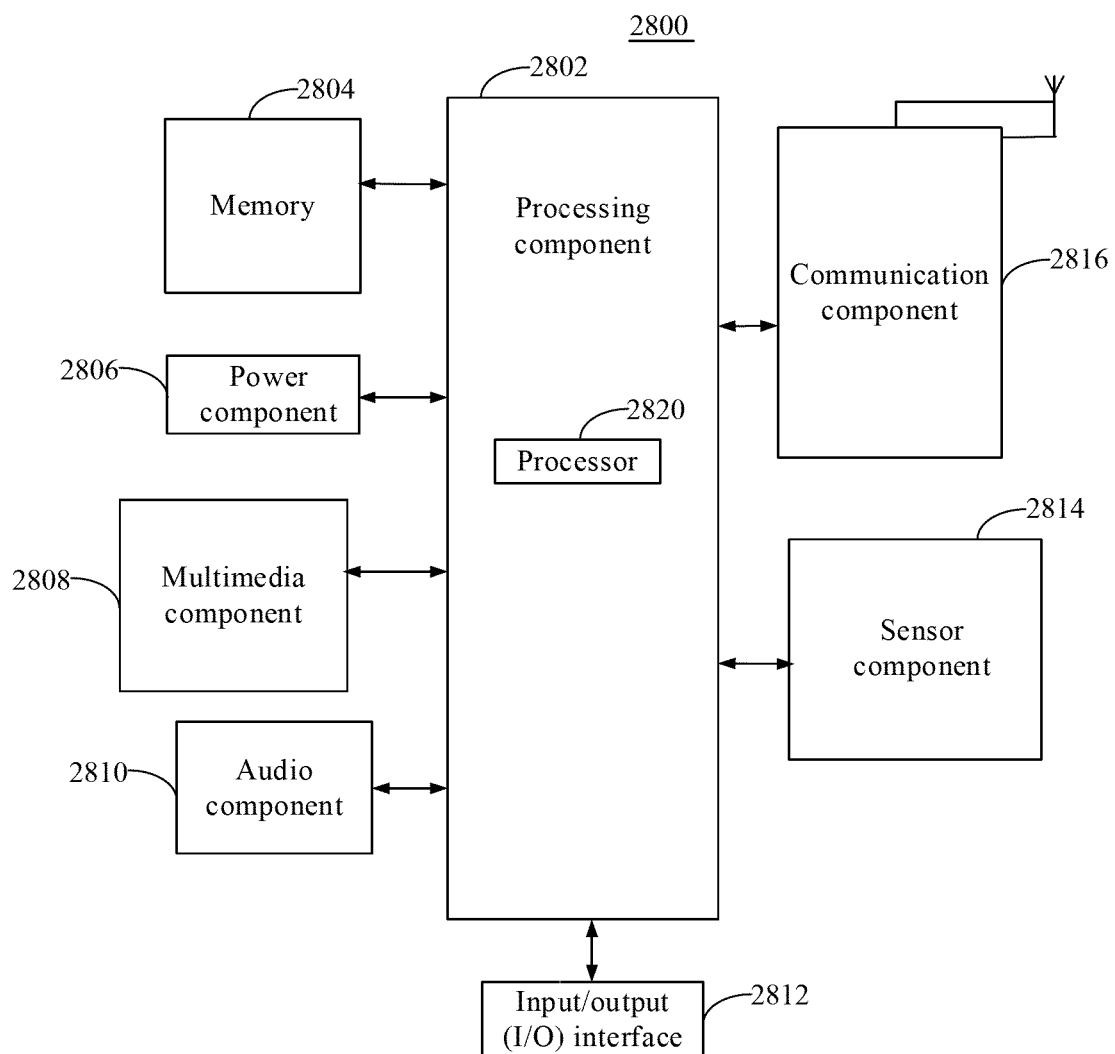 2800
2802
2804
Memory
Processing
component
Communication
component
2816
2806
Power
component
2820
Processor
2814
2808
Multimedia
component
Sensor
component
2810
Audio
component
Input/output
(I/O) interface
2812